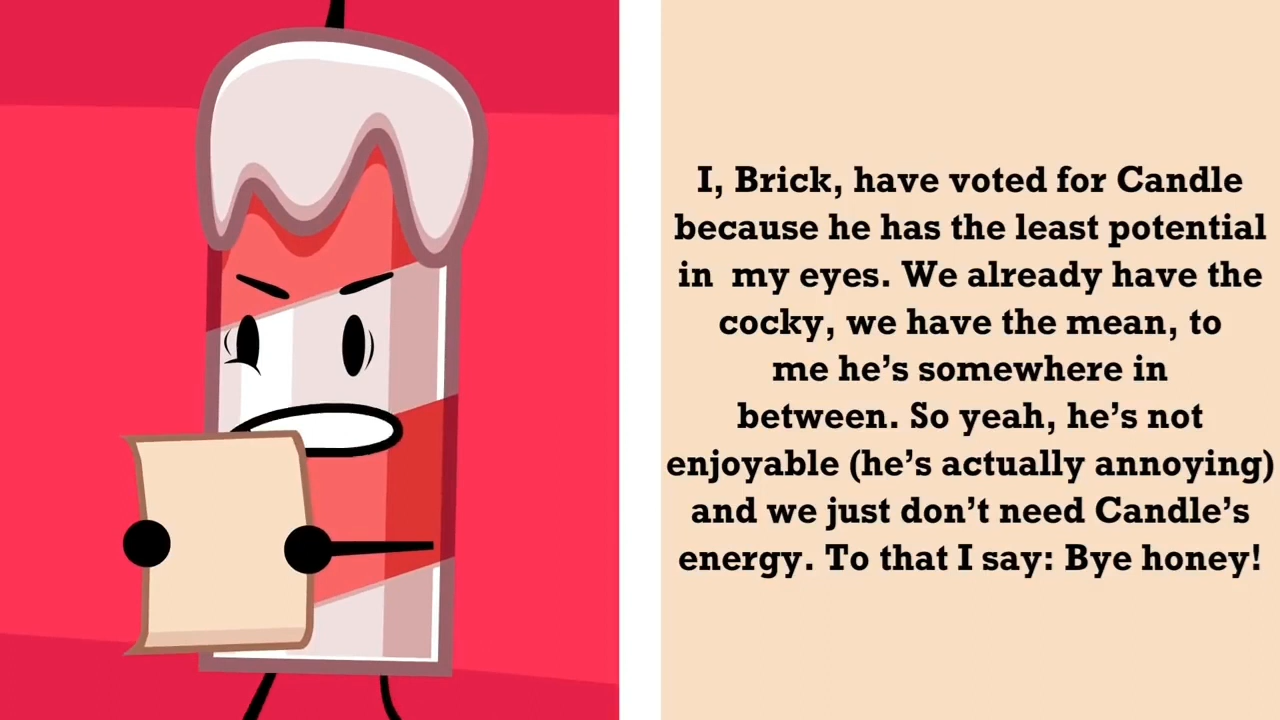 I, Brick, have voted for Candle
because he has the least potential
in  my eyes. We already have the
cocky, we have the mean, to
me he’s somewhere in
between. So yeah, he’s not
enjoyable (he’s actually annoying)
and we just don’t need Candle’s
energy. To that I say: Bye honey!